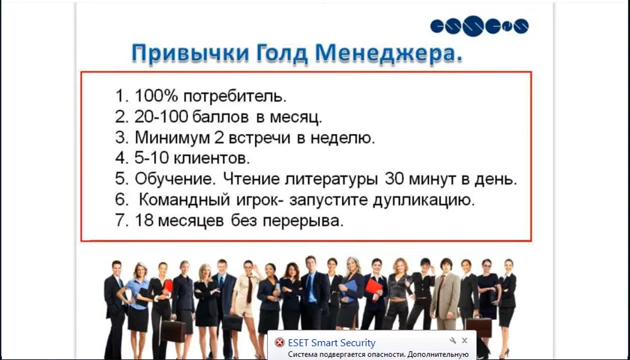 Привычки Голд Менеджера.
1. 100% потребитель.
2. 20-100 баллов в месяц.
3. Минимум 2 встречи в неделю.
4. 5-10 клиентов.
5. Обучение. Чтение литературы 30 минут в день.
6. Командный игрок- запустите дупликацию.
7. 18 месяцев без перерыва.
ESET Smart Security
Система подвергается опасности. Дополнительную